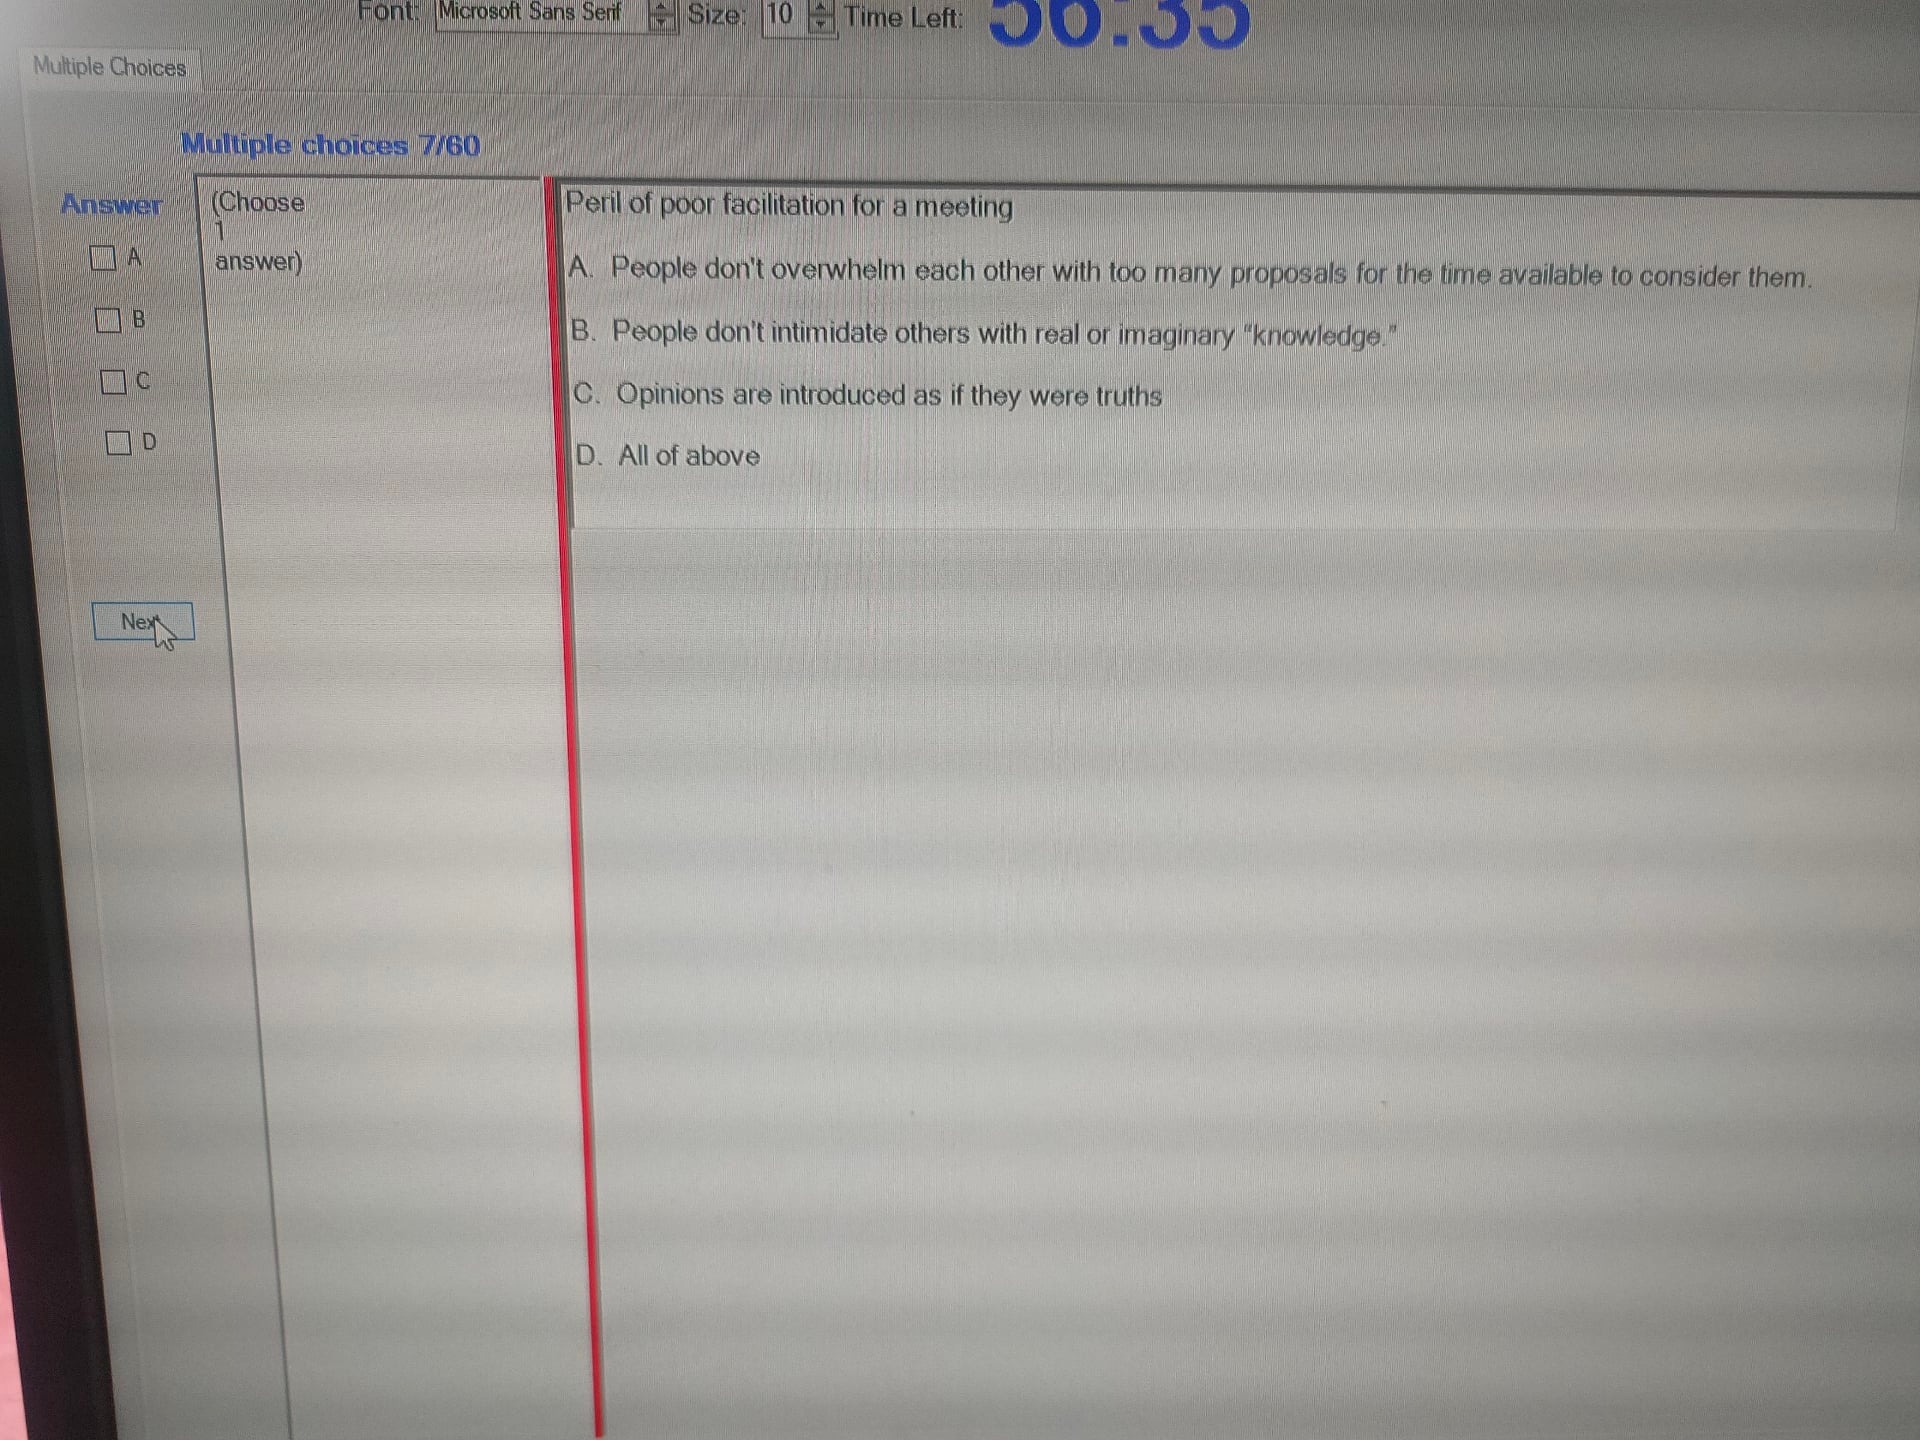 Font: Microsoft Sans Serif Size: 10 Time Left: 56:35
Multiple Choices
Multiple choices 7/60
Answer
A
B
C
D
Next
(Choose
1
answer)
Peril of poor facilitation for a meeting
A. People don't overwhelm each other with too many proposals for the time available to consider them.
B. People don't intimidate others with real or imaginary “knowledge.”
C. Opinions are introduced as if they were truths
D. All of above